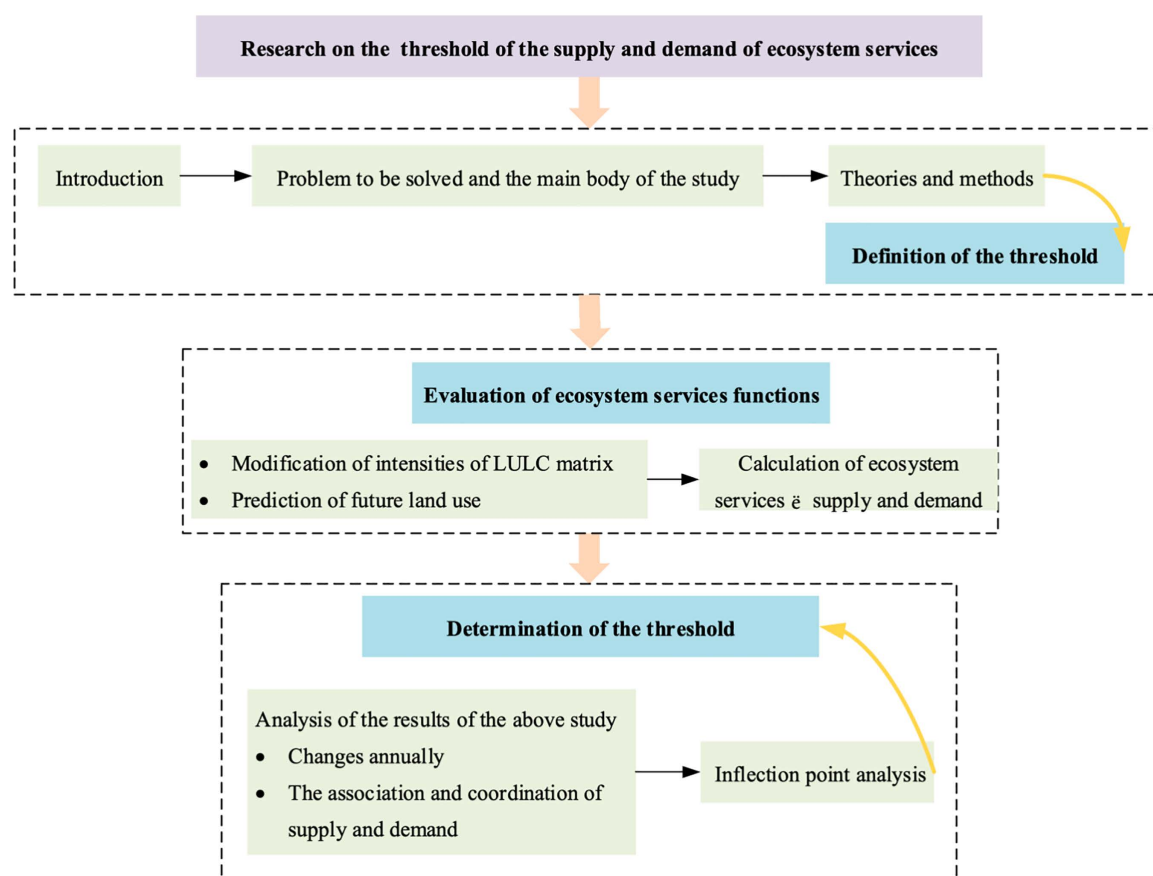 Research on the threshold of the supply and demand of ecosystem services
Introduction
Problem to be solved and the main body of the study
Theories and methods
Definition of the threshold
Evaluation of ecosystem services functions
• Modification of intensities of LULC matrix
• Prediction of future land use
Calculation of ecosystem
services ë supply and demand
Determination of the threshold
Analysis of the results of the above study
• Changes annually
• The association and coordination of
supply and demand
Inflection point analysis